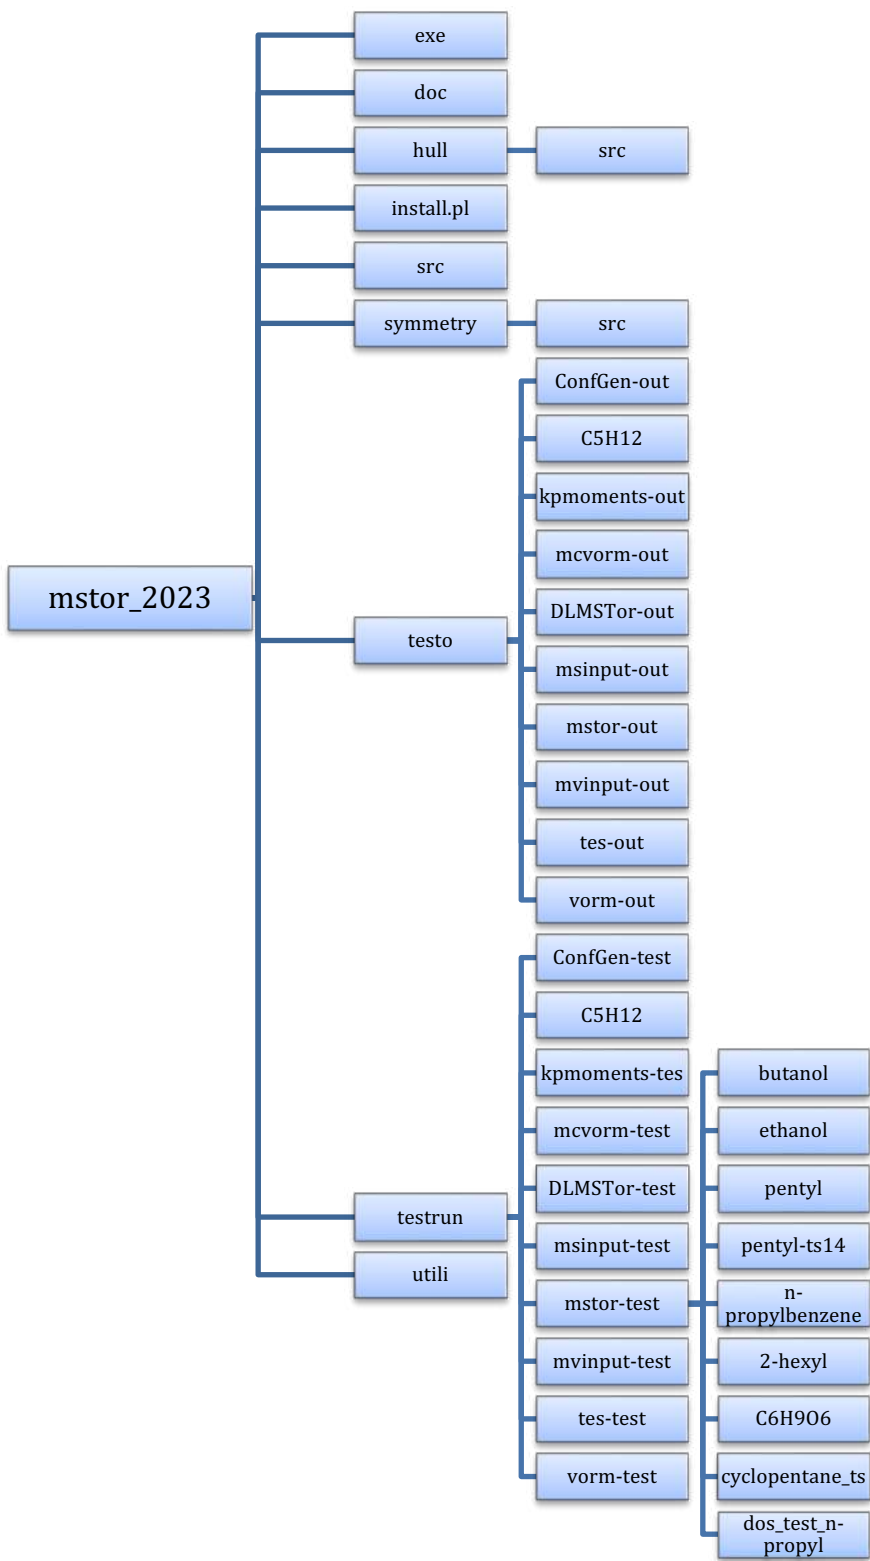 exe
doc
hull
src
install.pl
src
symmetry
src
ConfGen-out
C5H12
kpmoments-out
mcvorm-out
mstor_2023
DLMSTor-out
testo
msinput-out
mstor-out
mvinput-out
tes-out
vorm-out
ConfGen-test
C5H12
kpmoments-tes
butanol
mcvorm-test
ethanol
DLMSTor-test
pentyl
testrun
msinput-test
pentyl-ts14
utili
mstor-test
n-
propylbenzene
mvinput-test
2-hexyl
tes-test
C6H9O6
vorm-test
cyclopentane_ts
dos_test_n-
propyl